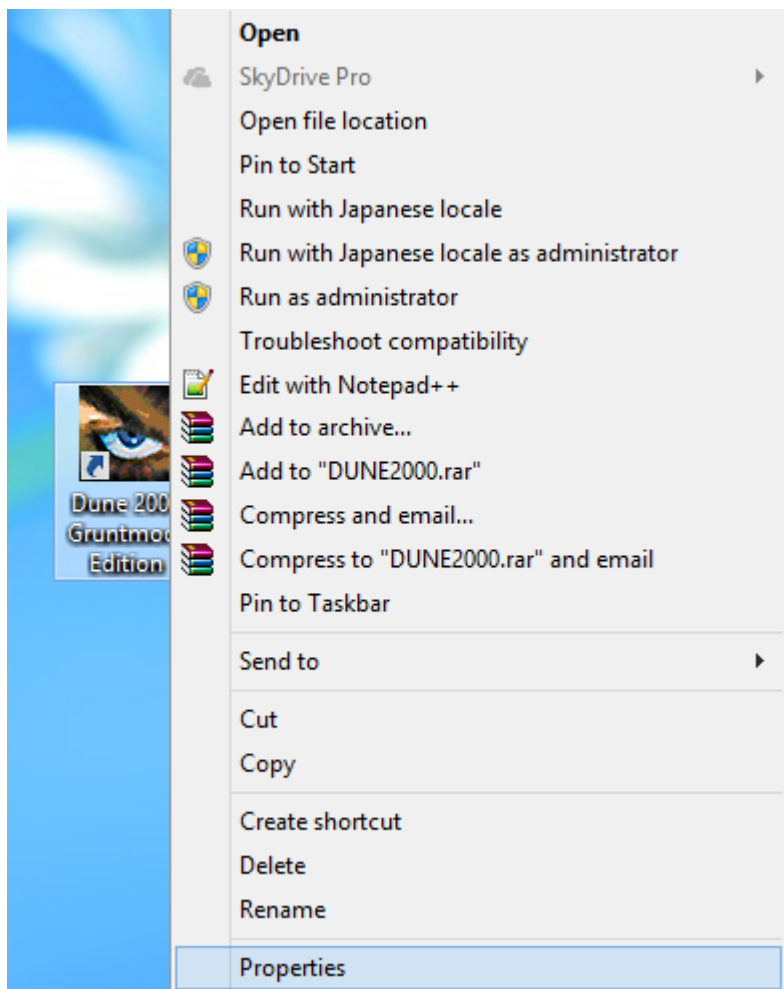 Open
SkyDrive Pro
Open file location
Pin to Start
Run with Japanese locale
Run with Japanese locale as administrator
Run as administrator
Troubleshoot compatibility
Edit with Notepad++
Add to archive...
Add to "DUNE2000.rar"
Compress and email...
Compress to "DUNE2000.rar" and email
Pin to Taskbar
Send to
Cut
Copy
Create shortcut
Delete
Rename
Properties
Dune
Edition